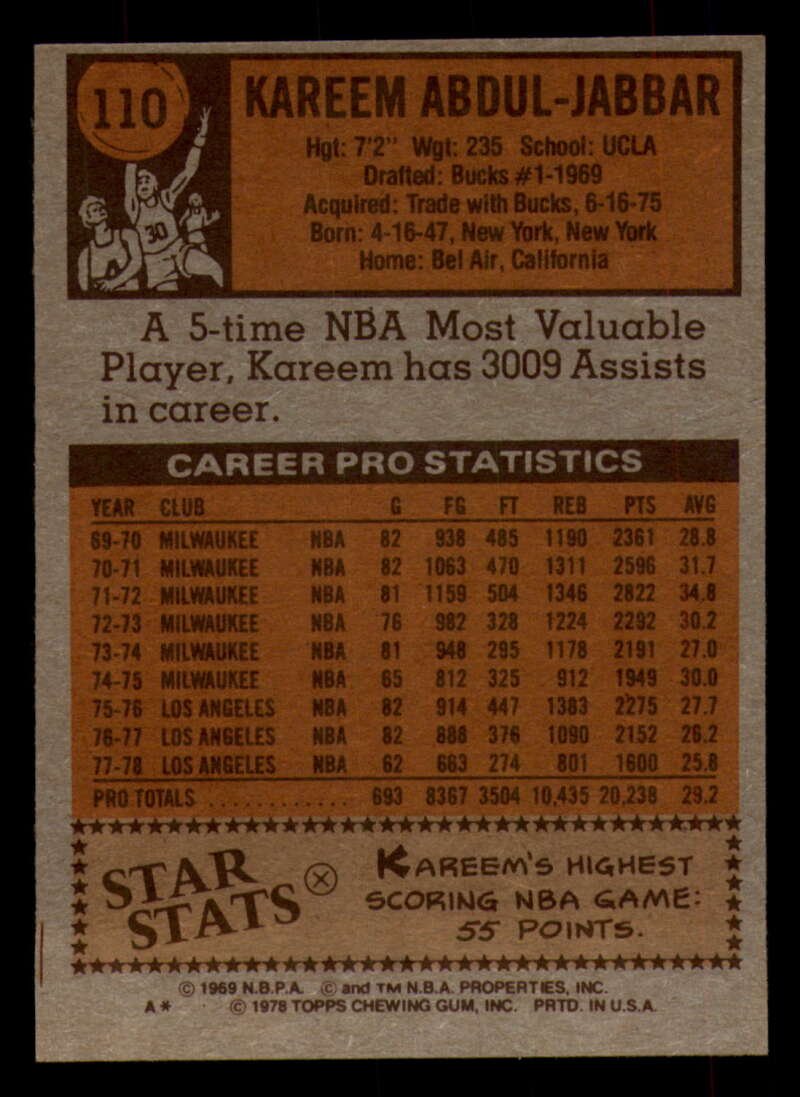 110
KAREEM ABDUL-JABBAR
Hgt: 7'2" Wgt: 235 School: UCLA
Drafted: Bucks #1-1969
Acquired: Trade with Bucks, 6-16-75
Born: 4-16-47, New York, New York
Home: Bel Air, California
30
A 5-time NBA Most Valuable
Player, Kareem has 3009 Assists
in career.
CAREER PRO STATISTICS
YEAR CLUB G FG FT REB PTS AVG
69-70 MILWAUKEE NBA 82 938 485 1190 2361 28.8
70-71 MILWAUKEE NBA 82 1063 470 1311 2596 31.7
71-72 MILWAUKEE NBA 81 1159 504 1346 2822 34.8
72-73 MILWAUKEE NBA 76 982 328 1224 2292 30.2
73-74 MILWAUKEE NBA 81 948 295 1178 2191 27.0
74-75 MILWAUKEE NBA 65 812 325 912 1949 30.0
75-76 LOS ANGELES NBA 82 914 447 1383 2275 27.7
76-77 LOS ANGELES NBA 82 888 376 1090 2152 26.2
77-78 LOS ANGELES NBA 62 663 274 801 1600 25.8
PRO TOTALS ............ 693 8367 3504 10,435 20,238 29.2
STAR STATS
KAREEM'S HIGHEST
SCORING NBA GAME:
55 POINTS.
© 1969 N.B.P.A. © and TM N.B.A. PROPERTIES, INC.
A* © 1978 TOPPS CHEWING GUM, INC. PRTD. IN U.S.A.